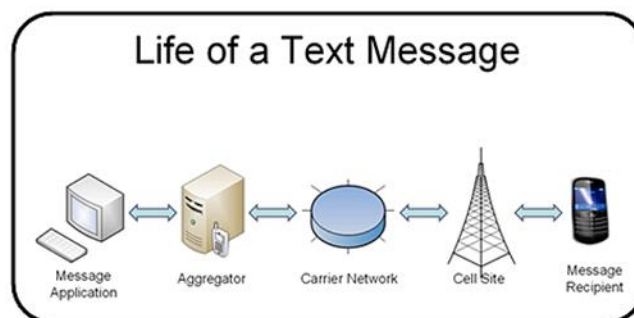 Life of a Text Message
Message
Application
Aggregator
Carrier Network
Cell Site
Message
Recipient